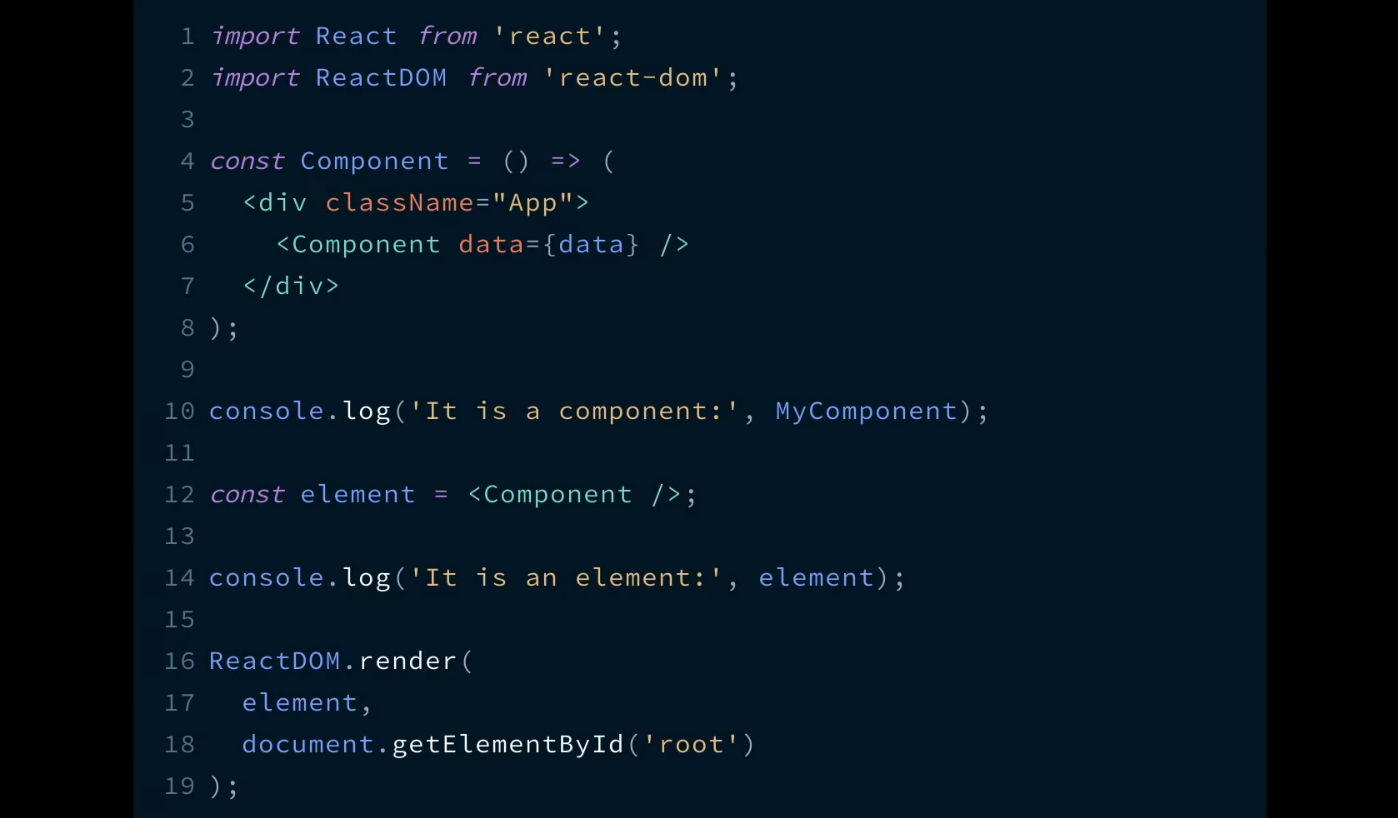 1 import React from 'react';
2 import ReactDOM from 'react-dom';
3
4 const Component = () => (
5   <div className="App">
6     <Component data={data} />
7   </div>
8 );
9
10 console.log('It is a component:', MyComponent);
11
12 const element = <Component />;
13
14 console.log('It is an element:', element);
15
16 ReactDOM.render(
17   element,
18   document.getElementById('root')
19 );